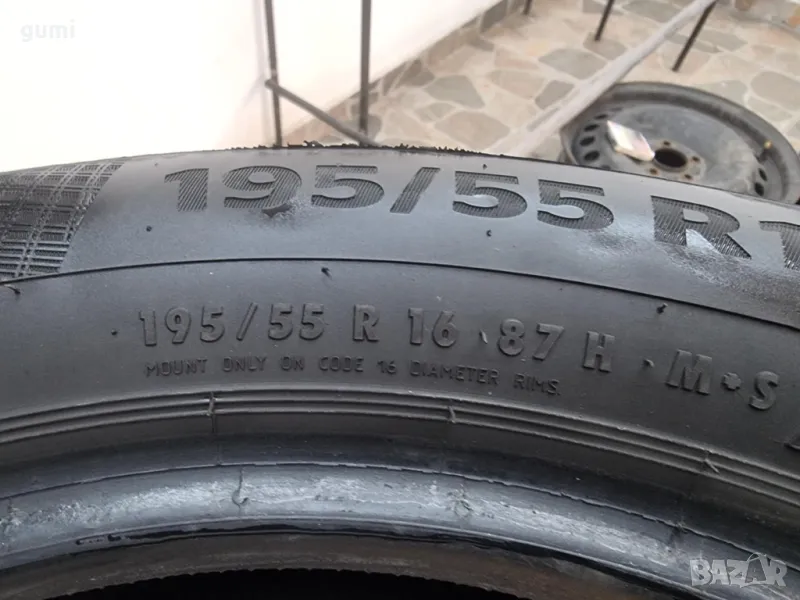 gumi
195/55 R1
195/55 R 16 87 H · M+S
MOUNT ONLY ON CODE 16 DIAMETER RIMS.
BAZAR